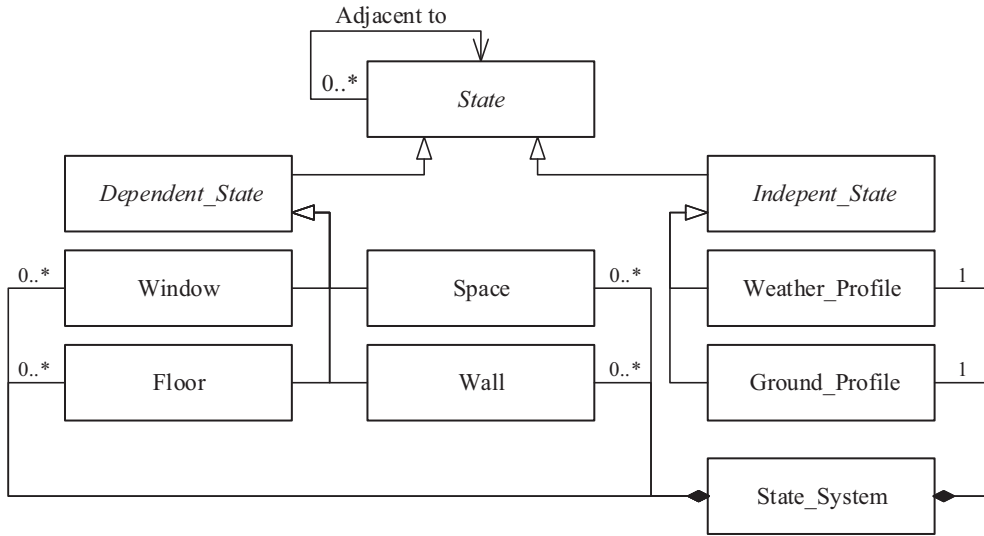 Adjacent to
0..*
State
Dependent_State
Indepent_State
0..*
Window
Space
0..*
Weather_Profile
1
0..*
Floor
Wall
0..*
Ground_Profile
1
State_System